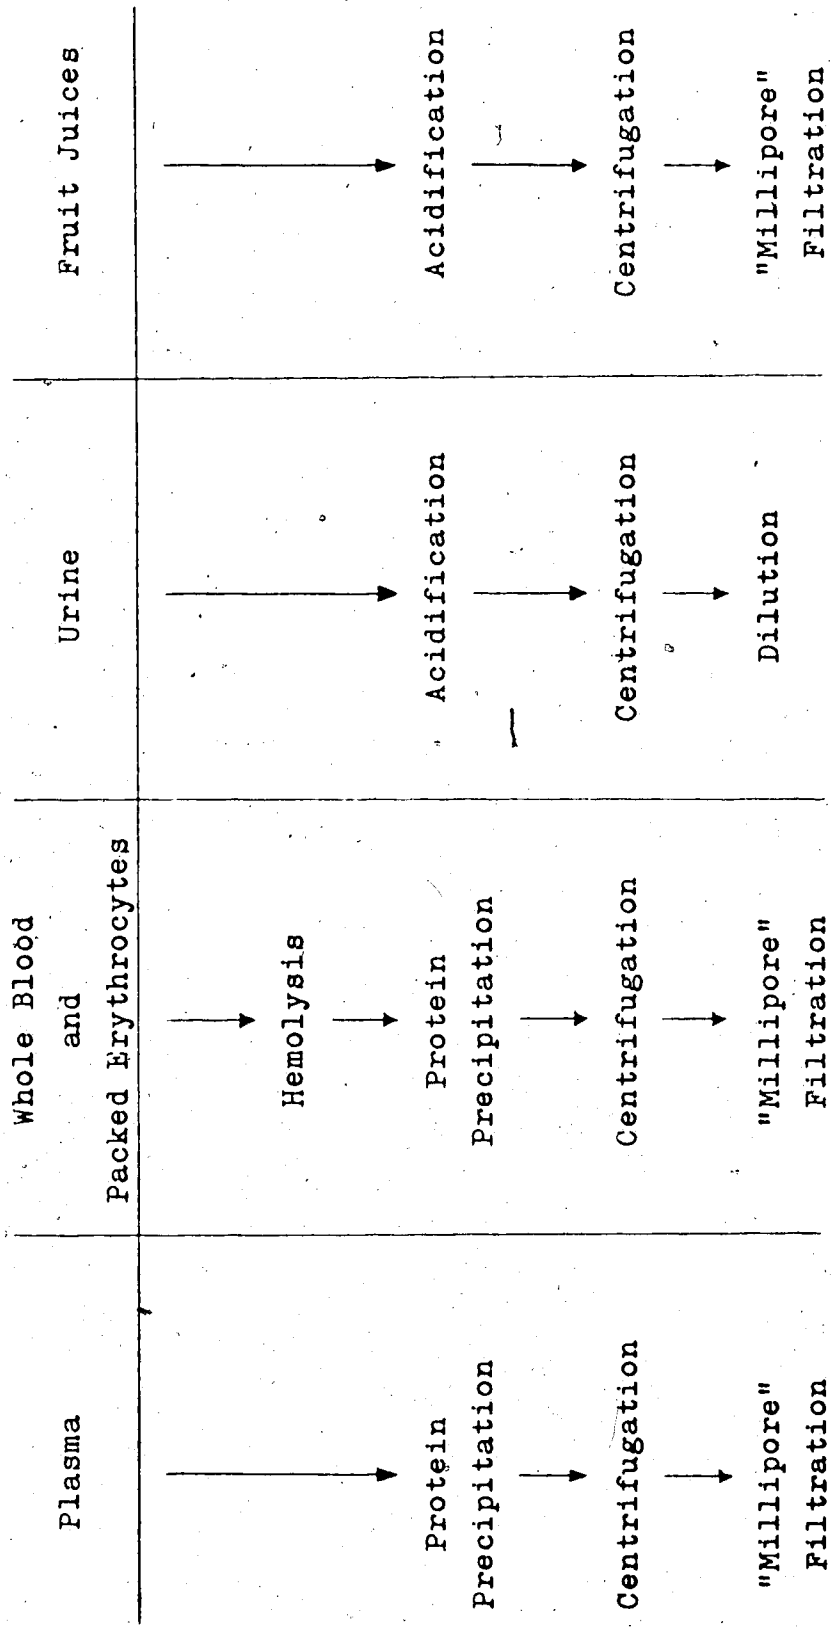 Plasma
Whole Blood
and
Packed Erythrocytes
Urine
Fruit Juices
Hemolysis
Protein
Precipitation
Protein
Precipitation
Acidification
Acidification
Centrifugation
Centrifugation
Centrifugation
Centrifugation
"Millipore"
Filtration
"Millipore"
Filtration
Dilution
"Millipore"
Filtration